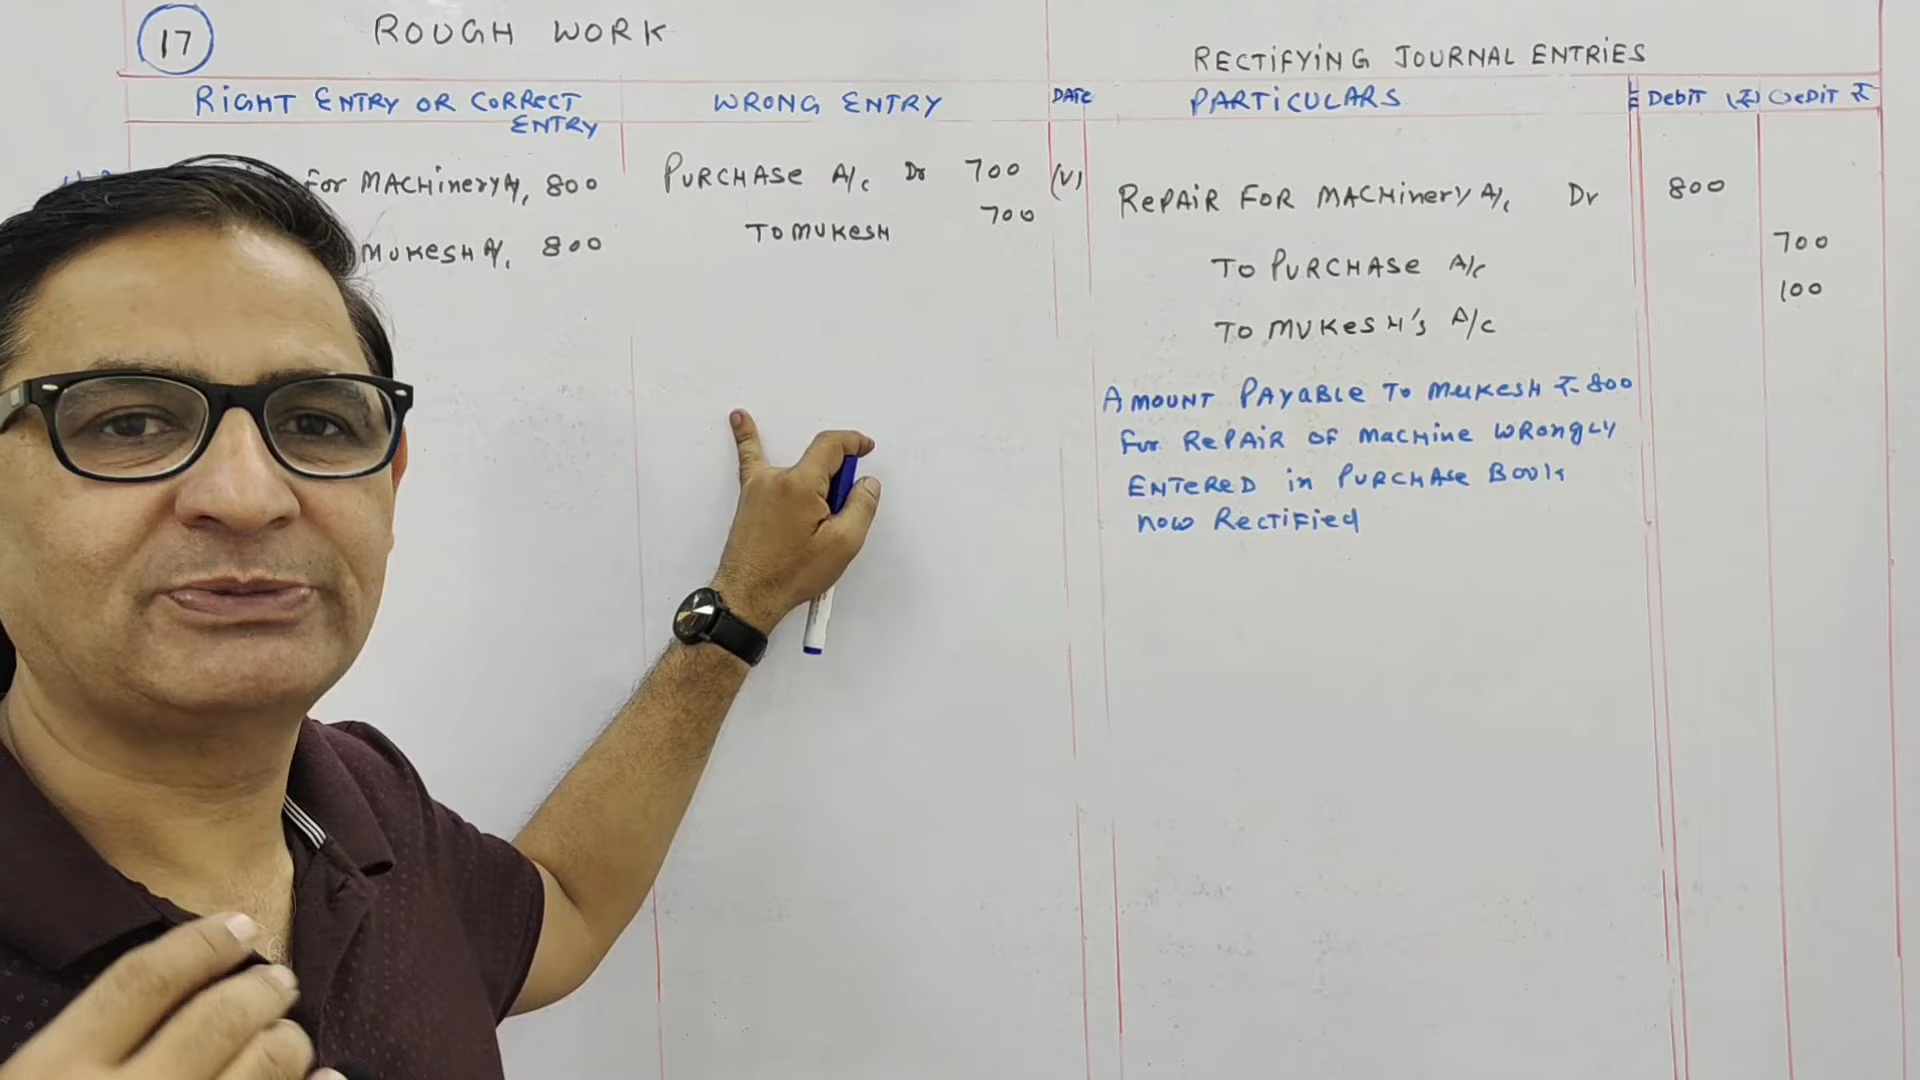 17
ROUGH WORK
RECTIFYING JOURNAL ENTRIES
RIGHT ENTRY OR CORRECT ENTRY
WRONG ENTRY
DATE
PARTICULARS
LF
Debit (₹)
CreDiT ₹
For MACHinery A/c, 800
MUKESH A/c, 800
PURCHASE A/c Dr 700
TO MUKESH 700
(V)
RePAiR FOR MACHinery A/c Dr 800
TO PURCHASE A/c 700
TO MUKESH's A/c 100
AMOUNT PAYABLE TO MUKESH ₹ 800
For RePAiR OF MACHine WRONGLY
ENTERED in PURCHASE Book
now RECTiFied